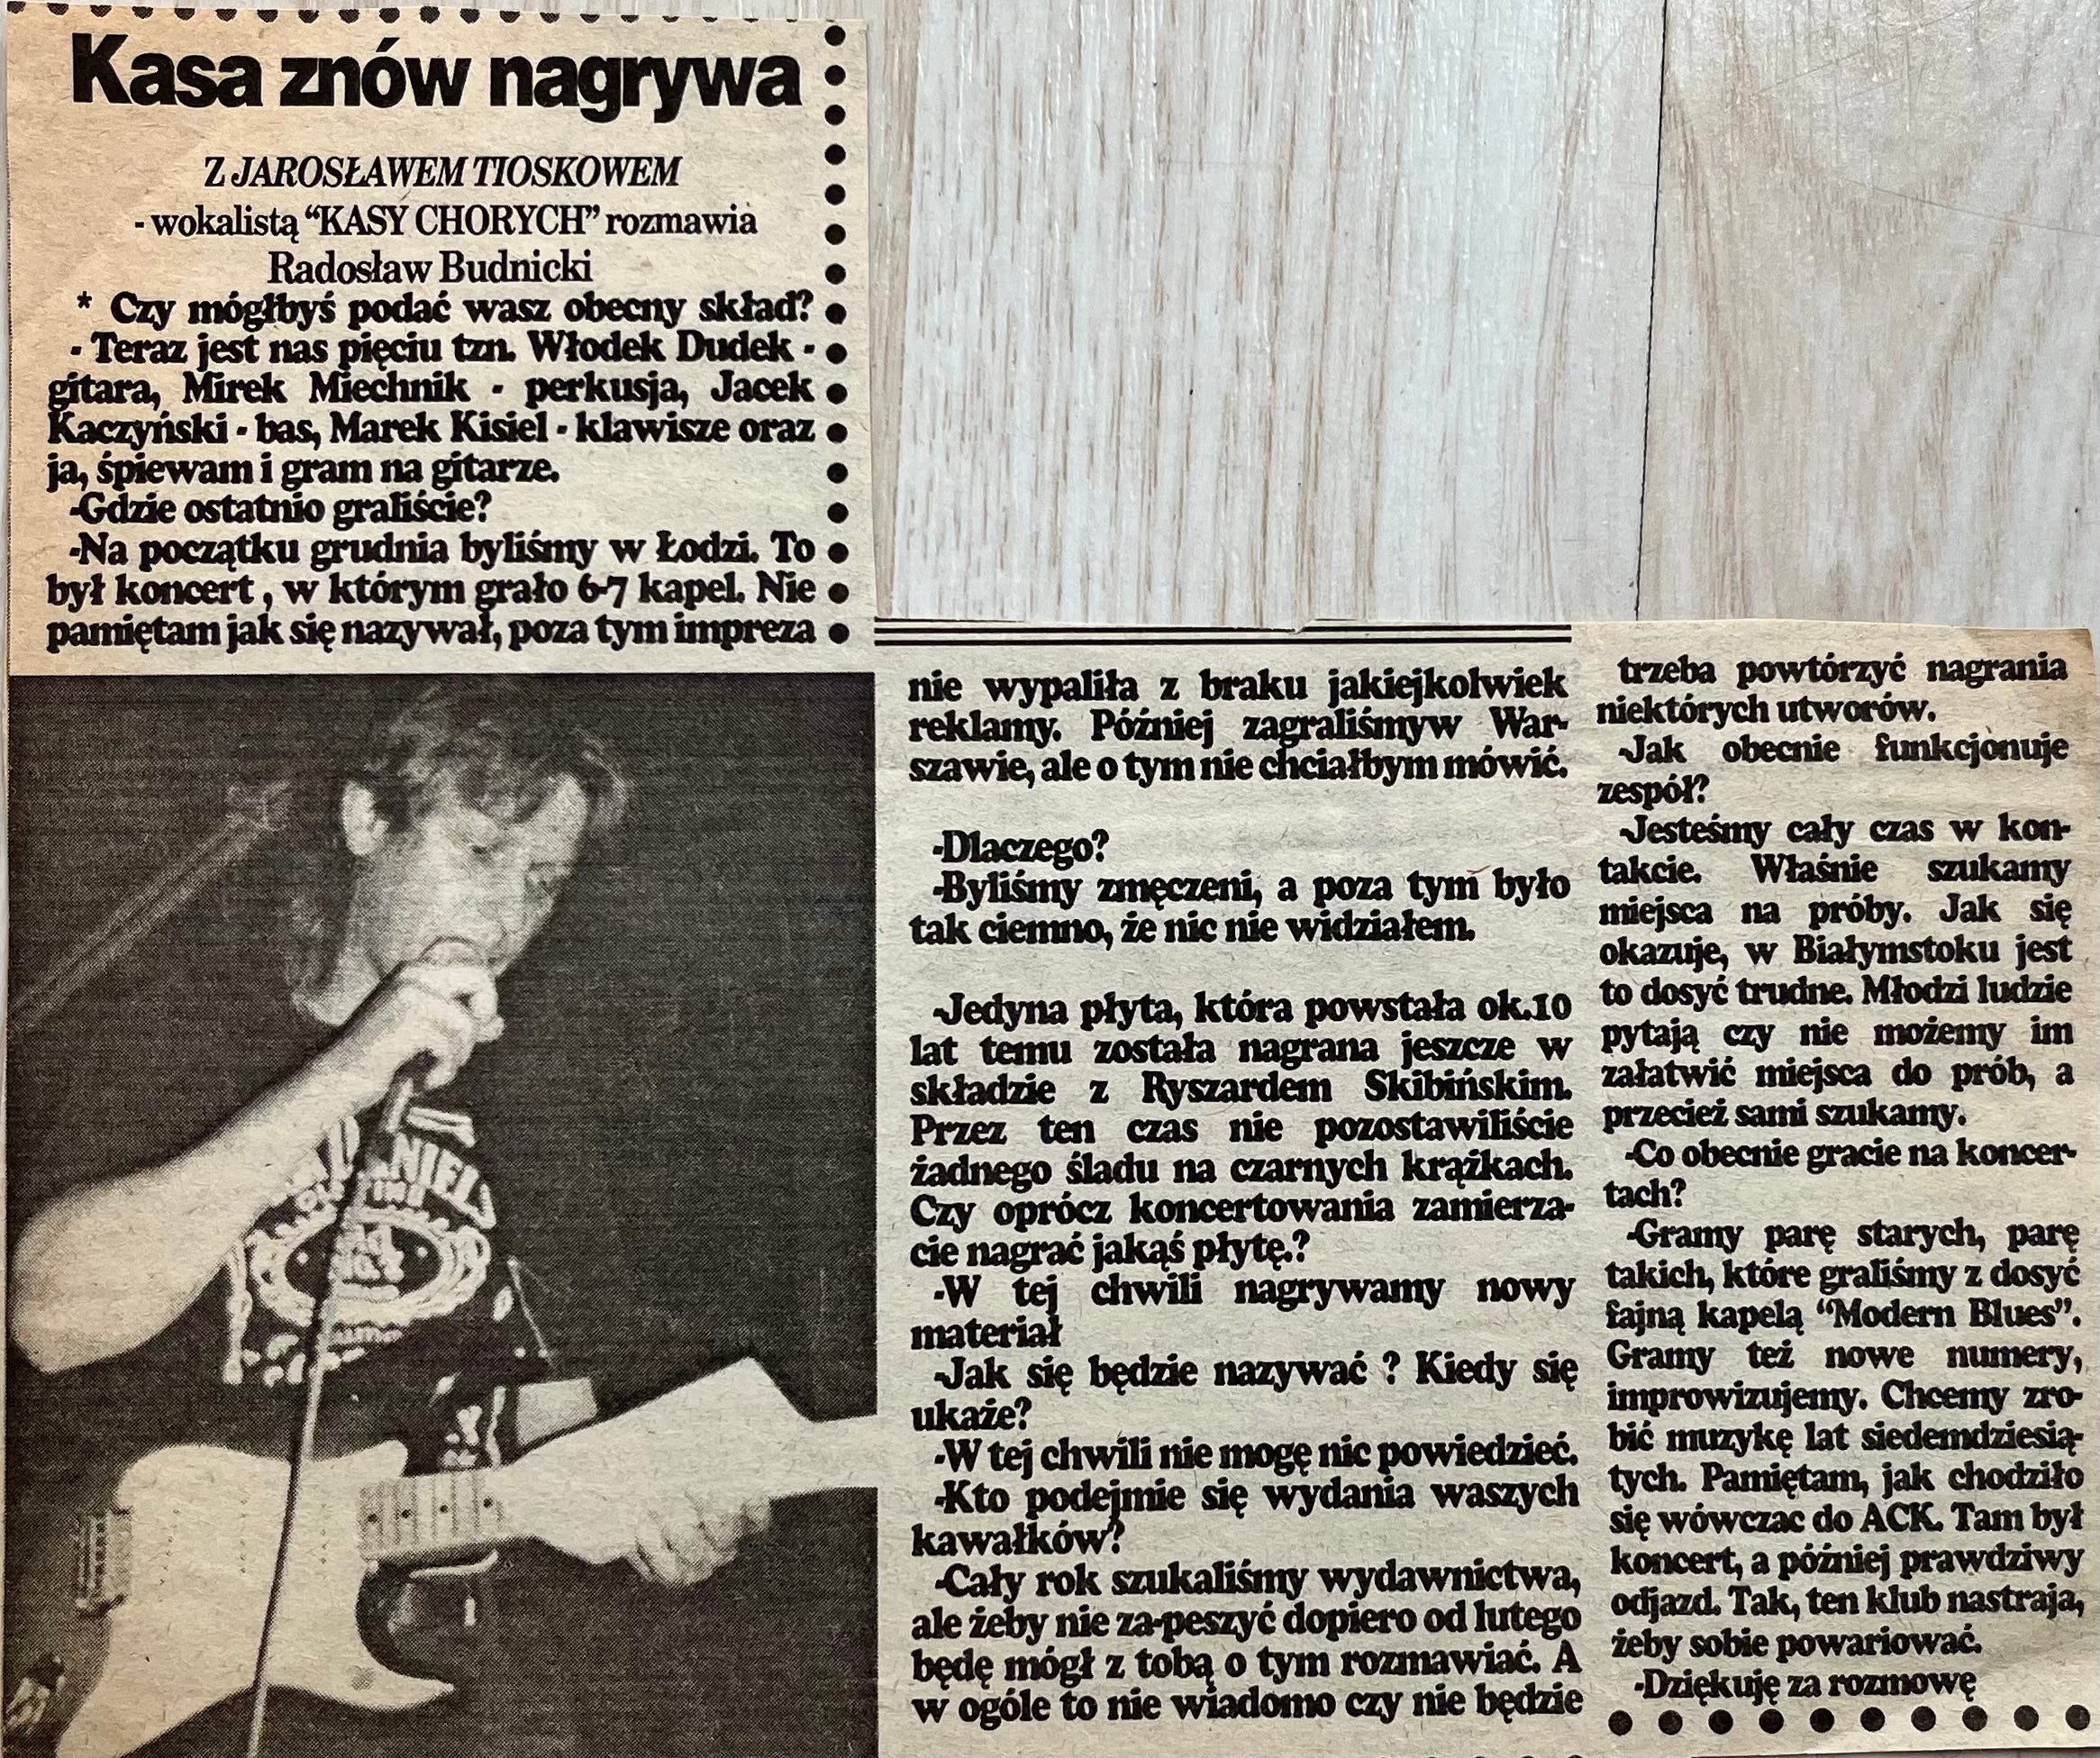 Kasa znów nagrywa
Z JAROSŁAWEM TIOSKOWEM
- wokalistą “KASY CHORYCH” rozmawia
Radosław Budnicki
* Czy mógłbyś podać wasz obecny skład?
- Teraz jest nas pięciu tzn. Włodek Dudek -
gitara, Mirek Miechnik - perkusja, Jacek
Kaczyński - bas, Marek Kisiel - klawisze oraz
ja, śpiewam i gram na gitarze.
-Gdzie ostatnio graliście?
-Na początku grudnia byliśmy w Łodzi. To
był koncert , w którym grało 6-7 kapel. Nie
pamiętam jak się nazywał, poza tym impreza
nie wypaliła z braku jakiejkolwiek
reklamy. Później zagraliśmyw War-
szawie, ale o tym nie chciałbym mówić.
-Dlaczego?
-Byliśmy zmęczeni, a poza tym było
tak ciemno, że nic nie widziałem.
-Jedyna płyta, która powstała ok.10
lat temu została nagrana jeszcze w
składzie z Ryszardem Skibińskim.
Przez ten czas nie pozostawiliście
żadnego śladu na czarnych krążkach.
Czy oprócz koncertowania zamierza-
cie nagrać jakąś płytę.?
-W tej chwili nagrywamy nowy
materiał
-Jak się będzie nazywać ? Kiedy się
ukaże?
-W tej chwili nie mogę nic powiedzieć.
-Kto podejmie się wydania waszych
kawałków?
-Cały rok szukaliśmy wydawnictwa,
ale żeby nie za-peszyć dopiero od lutego
będę mógł z tobą o tym rozmawiać. A
w ogóle to nie wiadomo czy nie będzie
trzeba powtórzyć nagrania
niektórych utworów.
-Jak obecnie funkcjonuje
zespół?
-Jesteśmy cały czas w kon-
takcie. Właśnie szukamy
miejsca na próby. Jak się
okazuje, w Białymstoku jest
to dosyć trudne. Młodzi ludzie
pytają czy nie możemy im
załatwić miejsca do prób, a
przecież sami szukamy.
-Co obecnie gracie na koncer-
tach?
-Gramy parę starych, parę
takich, które graliśmy z dosyć
fajną kapelą “Modern Blues”.
Gramy też nowe numery,
improwizujemy. Chcemy zro-
bić muzykę lat siedemdziesią-
tych. Pamiętam, jak chodziło
się wówczac do ACK. Tam był
koncert, a później prawdziwy
odjazd. Tak, ten klub nastraja,
żeby sobie powariować.
-Dziękuję za rozmowę